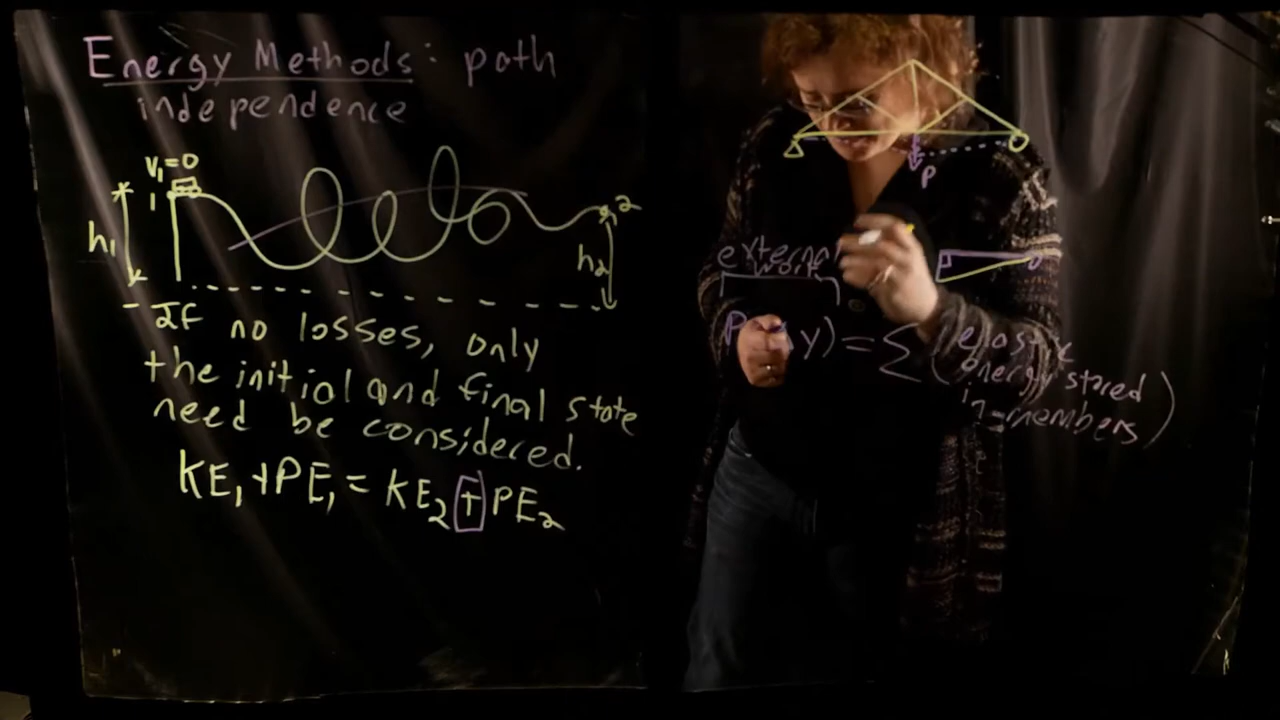 Energy Methods: path
independence
V₁=0
1
2
h₁
h₂
- If no losses, only
the initial and final state
need be considered.
KE₁+PE₁=KE₂+PE₂
P
external
work
P y)=Σ(elastic
energy stored
in members)